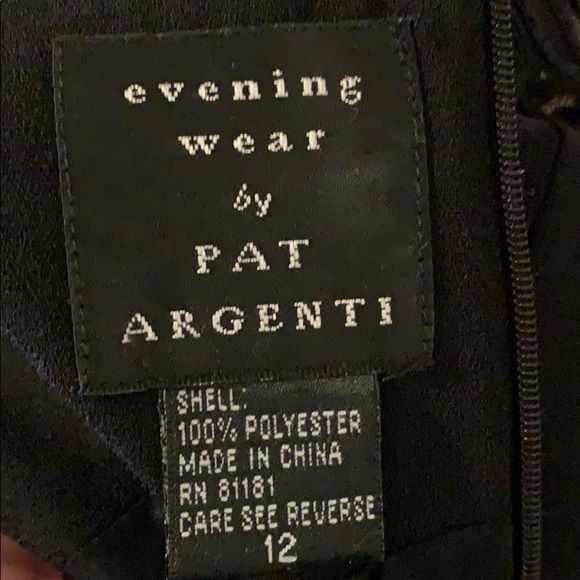 evening
wear
by
PAT
ARGENTI
SHELL:
100% POLYESTER
MADE IN CHINA
RN 81181
CARE SEE REVERSE
12